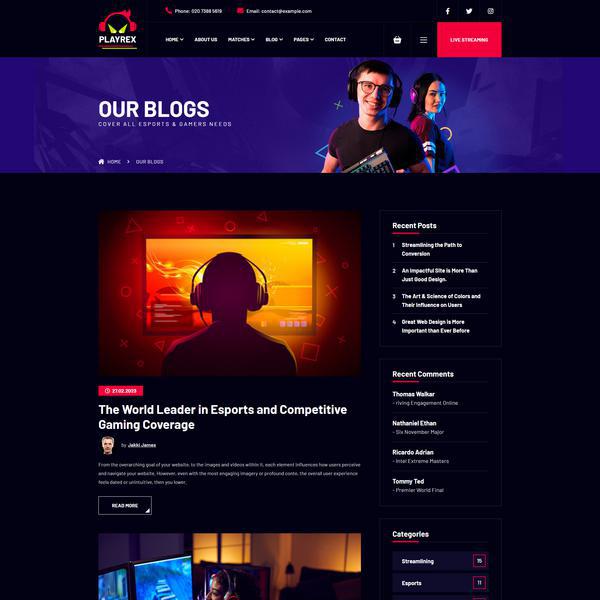 PLAYREX
Phone: 020 7388 5619
Email: contact@example.com
HOME
ABOUT US
MATCHES
BLOG
PAGES
CONTACT
LIVE STREAMING
OUR BLOGS
COVER ALL ESPORTS & GAMERS NEEDS
HOME > OUR BLOGS
27.02.2023
The World Leader in Esports and Competitive
Gaming Coverage
by Jakki James
From the overarching goal of your website, to the images and videos within it, each element influences how users perceive
and navigate your website. However, even with the most engaging imagery or profound conte, the overall user experience
feels dated or unintuitive, then you lower.
READ MORE
Recent Posts
1 Streamlining the Path to
Conversion
2 An Impactful Site is More Than
Just Good Design.
3 The Art & Science of Colors and
Their Influence on Users
4 Great Web Design is More
Important than Ever Before
Recent Comments
Thomas Walkar
- riving Engagement Online
Nathaniel Ethan
- Six November Major
Ricardo Adrian
- Intel Extreme Masters
Tommy Ted
- Premier World Final
Categories
Streamlining 15
Esports 11